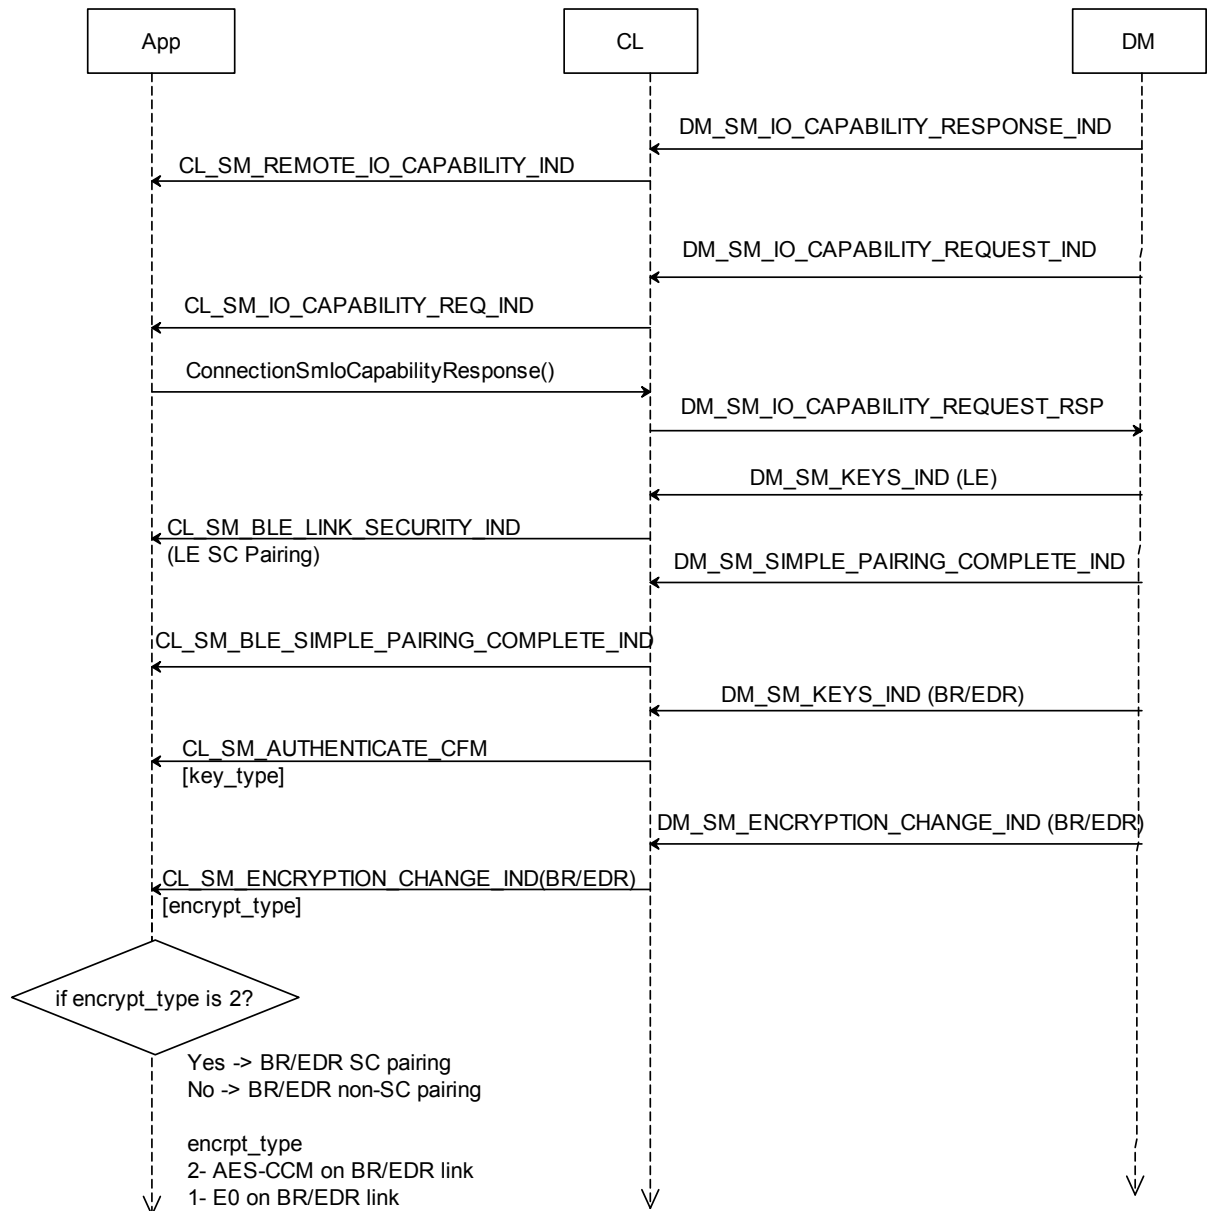 App
CL
DM
DM_SM_IO_CAPABILITY_RESPONSE_IND
CL_SM_REMOTE_IO_CAPABILITY_IND
DM_SM_IO_CAPABILITY_REQUEST_IND
CL_SM_IO_CAPABILITY_REQ_IND
ConnectionSmIoCapabilityResponse()
DM_SM_IO_CAPABILITY_REQUEST_RSP
DM_SM_KEYS_IND (LE)
CL_SM_BLE_LINK_SECURITY_IND
(LE SC Pairing)
DM_SM_SIMPLE_PAIRING_COMPLETE_IND
CL_SM_BLE_SIMPLE_PAIRING_COMPLETE_IND
DM_SM_KEYS_IND (BR/EDR)
CL_SM_AUTHENTICATE_CFM
[key_type]
DM_SM_ENCRYPTION_CHANGE_IND (BR/EDR)
CL_SM_ENCRYPTION_CHANGE_IND(BR/EDR)
[encrypt_type]
if encrypt_type is 2?
Yes -> BR/EDR SC pairing
No -> BR/EDR non-SC pairing
encrpt_type
2- AES-CCM on BR/EDR link
1- E0 on BR/EDR link